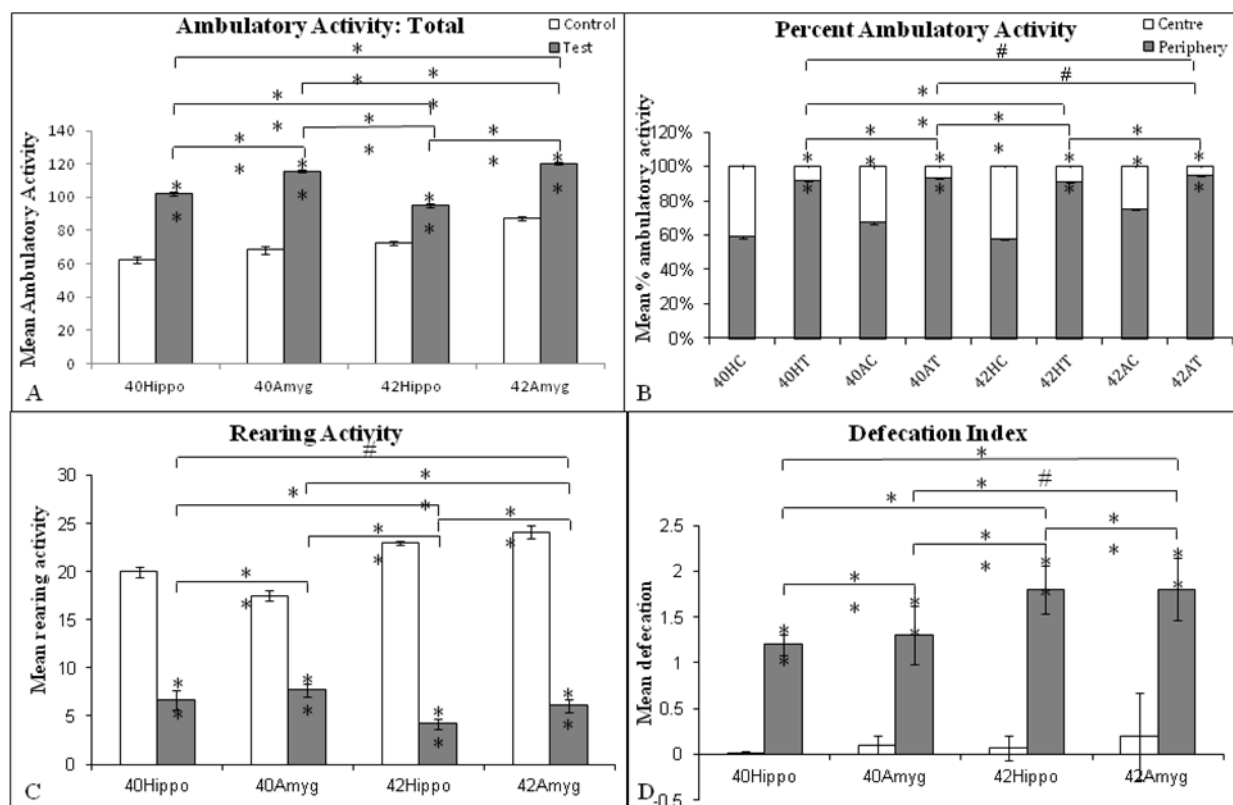 Ambulatory Activity: Total
Control
Test
Mean Ambulatory Activity
140
120
100
80
60
40
20
0
40Hippo 40Amyg 42Hippo 42Amyg
A
Percent Ambulatory Activity
Centre
Periphery
#
#
Mean % ambulatory activity
120%
100%
80%
60%
40%
20%
0%
40HC 40HT 40AC 40AT 42HC 42HT 42AC 42AT
B
Rearing Activity
#
Mean rearing activity
30
25
20
15
10
5
0
40Hippo 40Amyg 42Hippo 42Amyg
C
Defecation Index
#
Mean defecation
2.5
2
1.5
1
0.5
0
-0.5
40Hippo 40Amyg 42Hippo 42Amyg
D